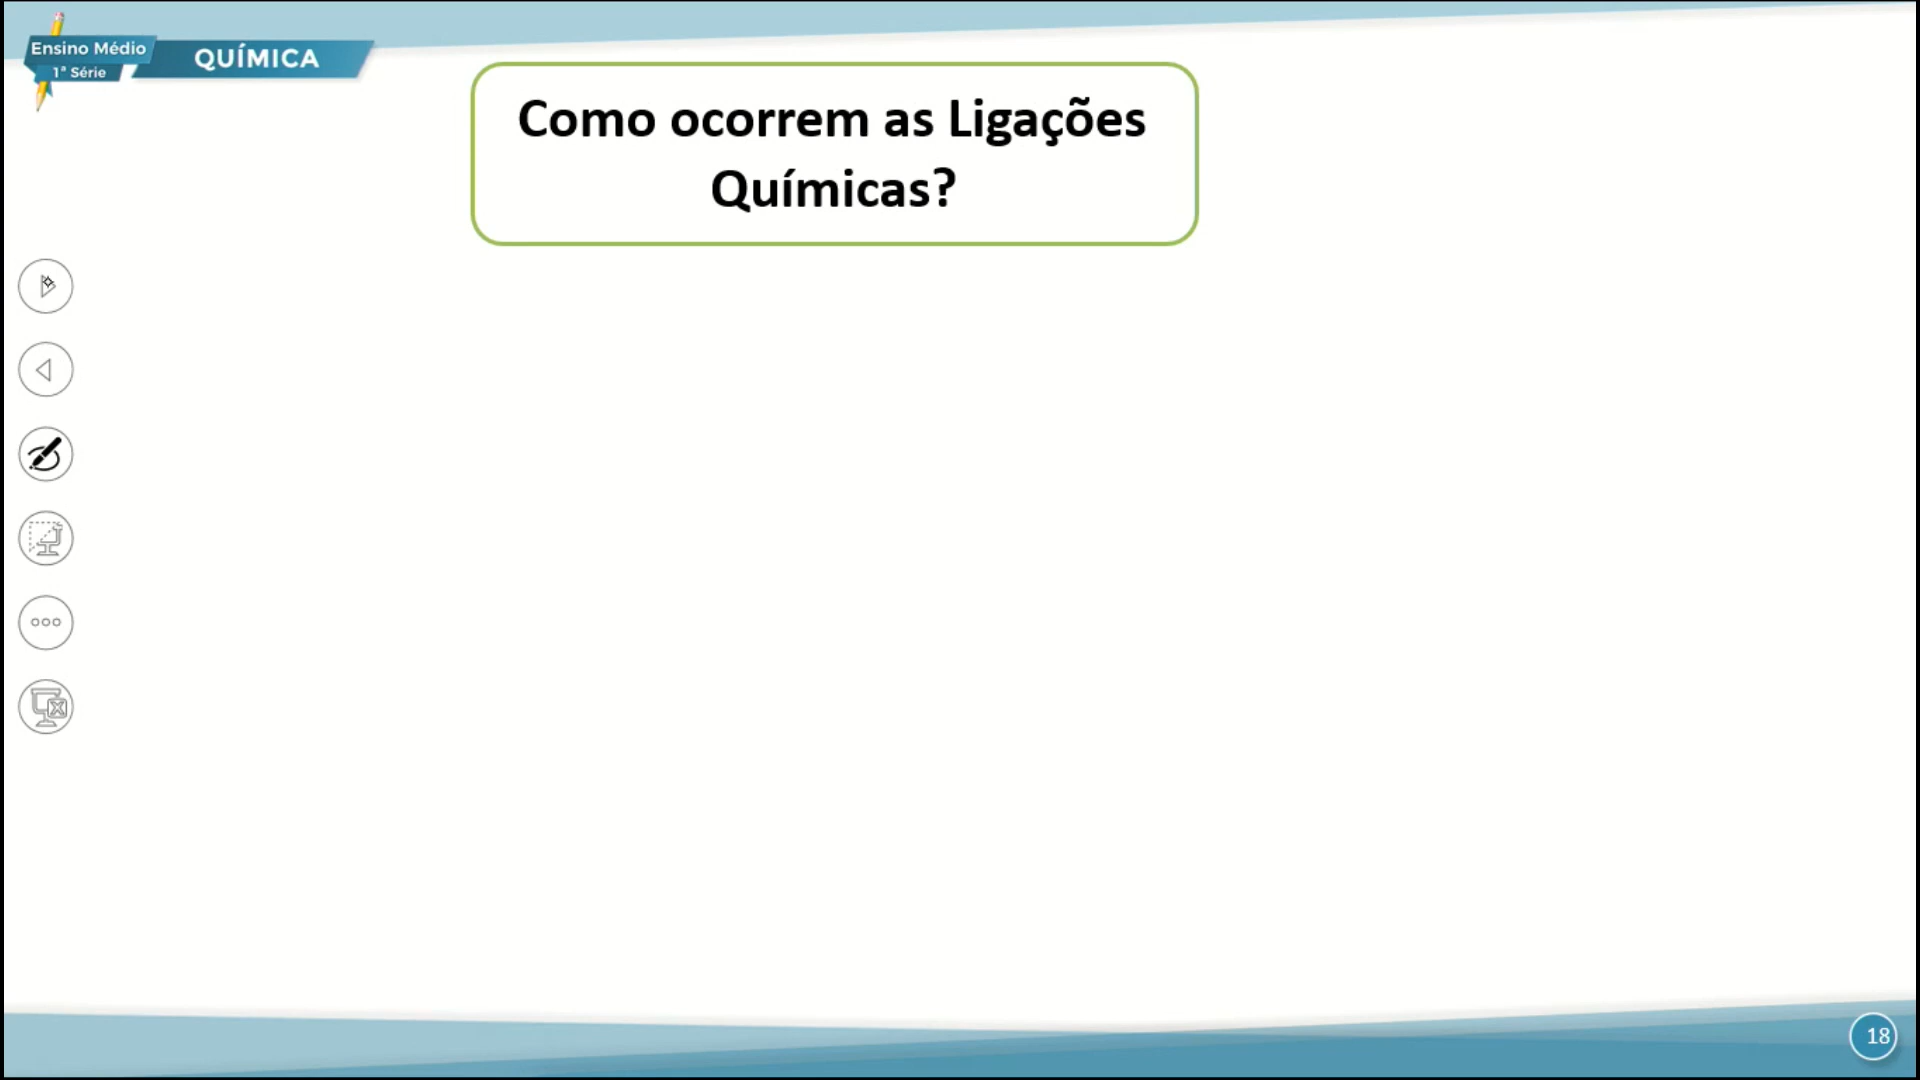 Ensino Médio
1ª Série
QUÍMICA
Como ocorrem as Ligações
Químicas?
18